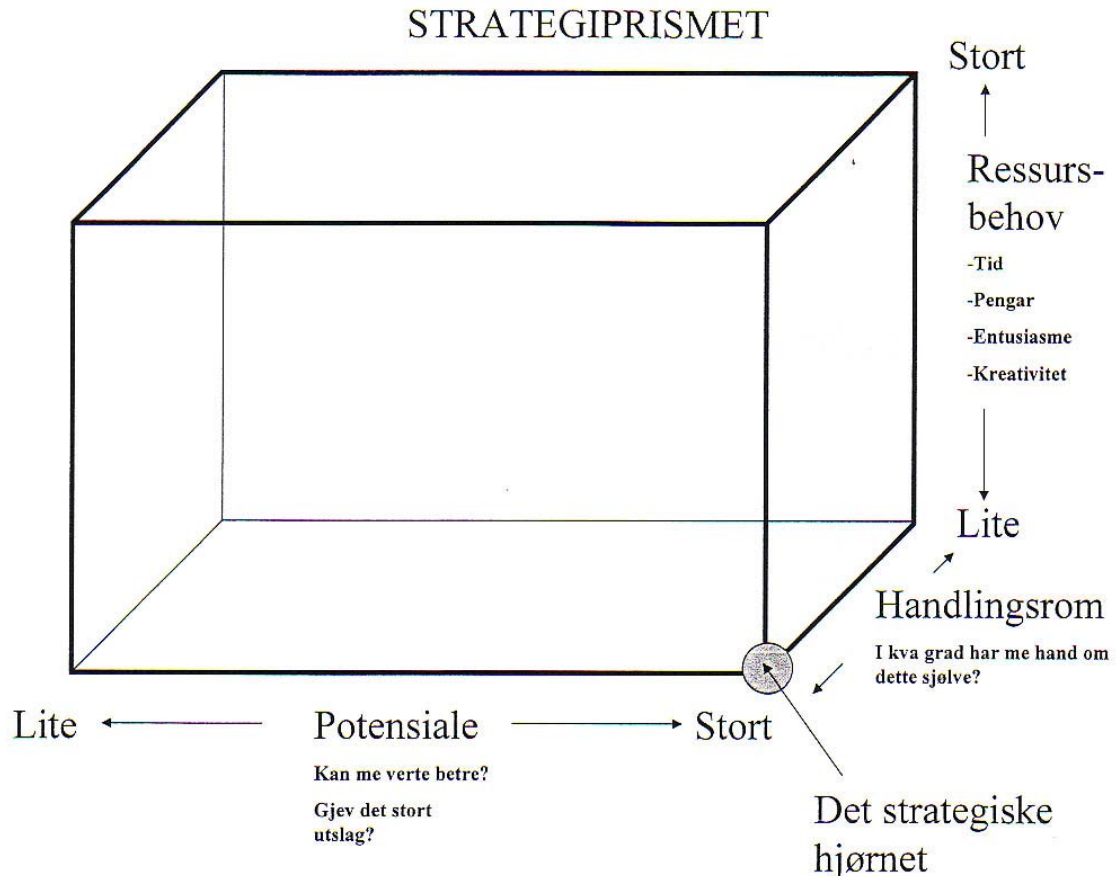 STRATEGIPRISMET
Stort
Ressurs-
behov
-Tid
-Pengar
-Entusiasme
-Kreativitet
Lite
Handlingsrom
I kva grad har me hand om
dette sjølve?
Lite
Potensiale
Stort
Kan me verte betre?
Gjev det stort
utslag?
Det strategiske
hjørnet